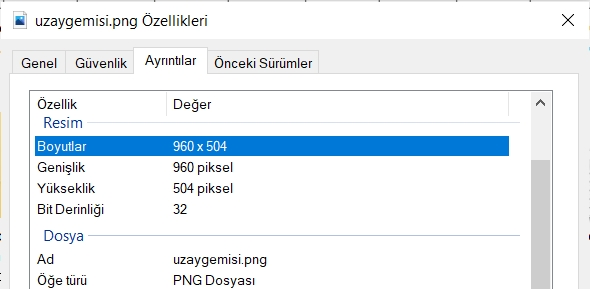 uzaygemisi.png Özellikleri
Genel Güvenlik Ayrıntılar Önceki Sürümler
Özellik Değer
Resim
Boyutlar 960 x 504
Genişlik 960 piksel
Yükseklik 504 piksel
Bit Derinliği 32
Dosya
Ad uzaygemisi.png
Öğe türü PNG Dosyası